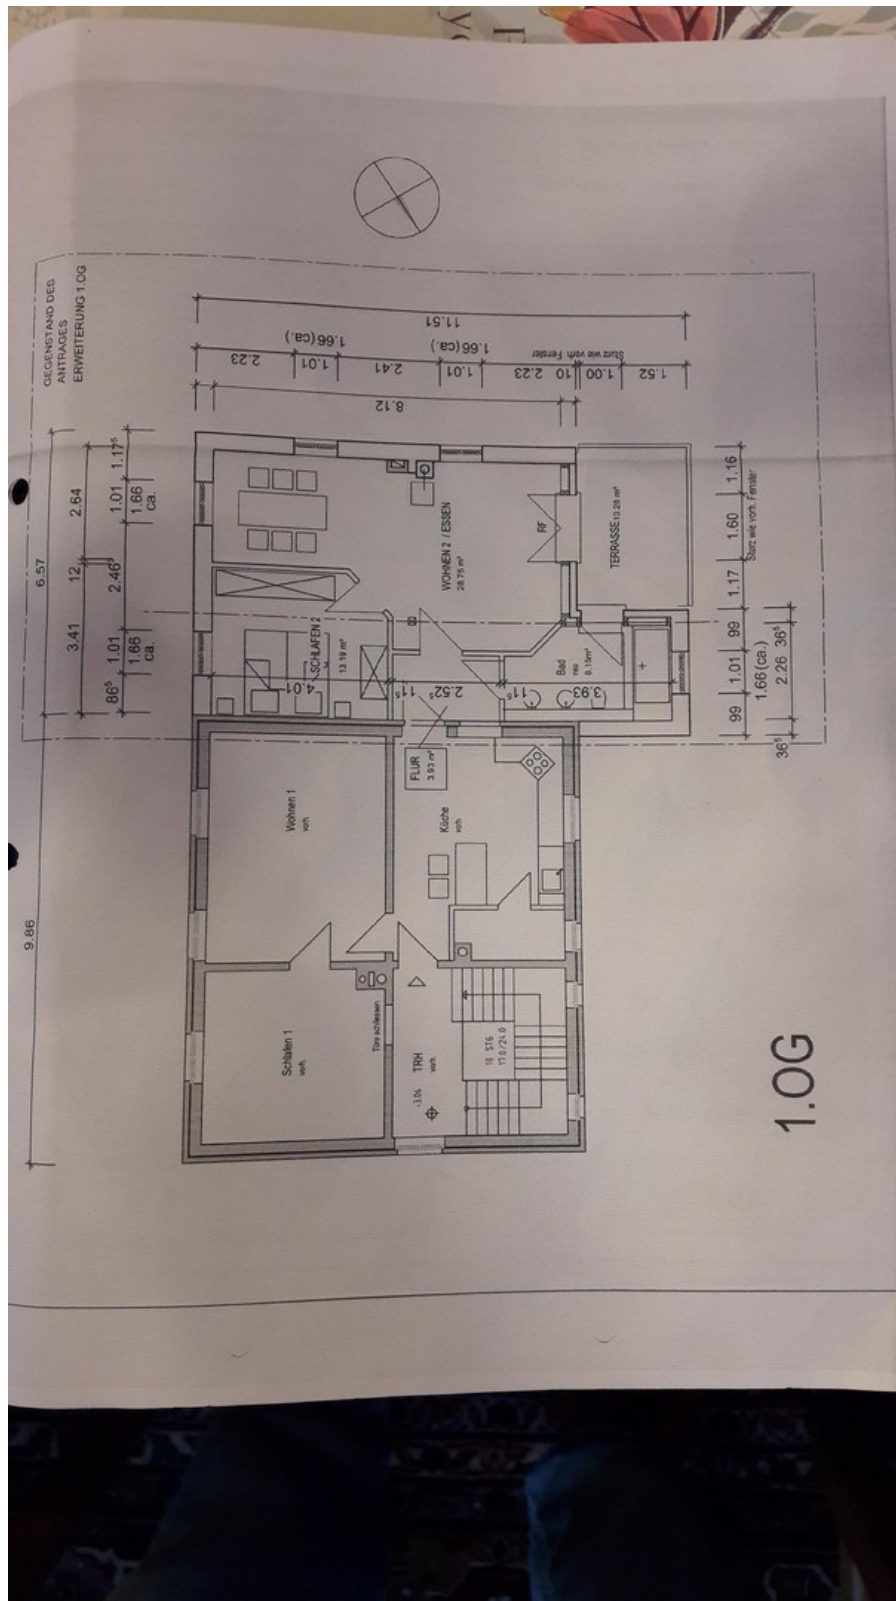 GEGENSTAND DES
ANTRAGES
ERWEITERUNG 1.OG
9.86
6.57
3.41
12
2.64
86⁵
1.01
2.46⁵
1.01
1.17⁵
1.66
ca.
1.66
ca.
11.51
2.23
1.01
2.41
1.01
2.23
10
1.00
1.52
1.66 (ca.)
1.66 (ca.)
Sturz wie vorh. Fenster
8.12
WOHNEN 2 / ESSEN
28.75 m²
SCHLAFEN 2
13.19 m²
4.01
11⁵
2.52⁵
11⁵
3.93
RF
TERRASSE 10.28 m²
Bad
neu
8.15m²
FLUR
3.93 m²
Wohnen 1
vorh.
Küche
vorh.
Schlafen 1
vorh.
Türe schliessen
TRH
vorh.
16 STG
17.0/24.0
99
1.01
99
1.17
1.60
1.16
1.66 (ca.)
Sturz wie vorh. Fenster
36⁵
2.26
36⁵
1.OG